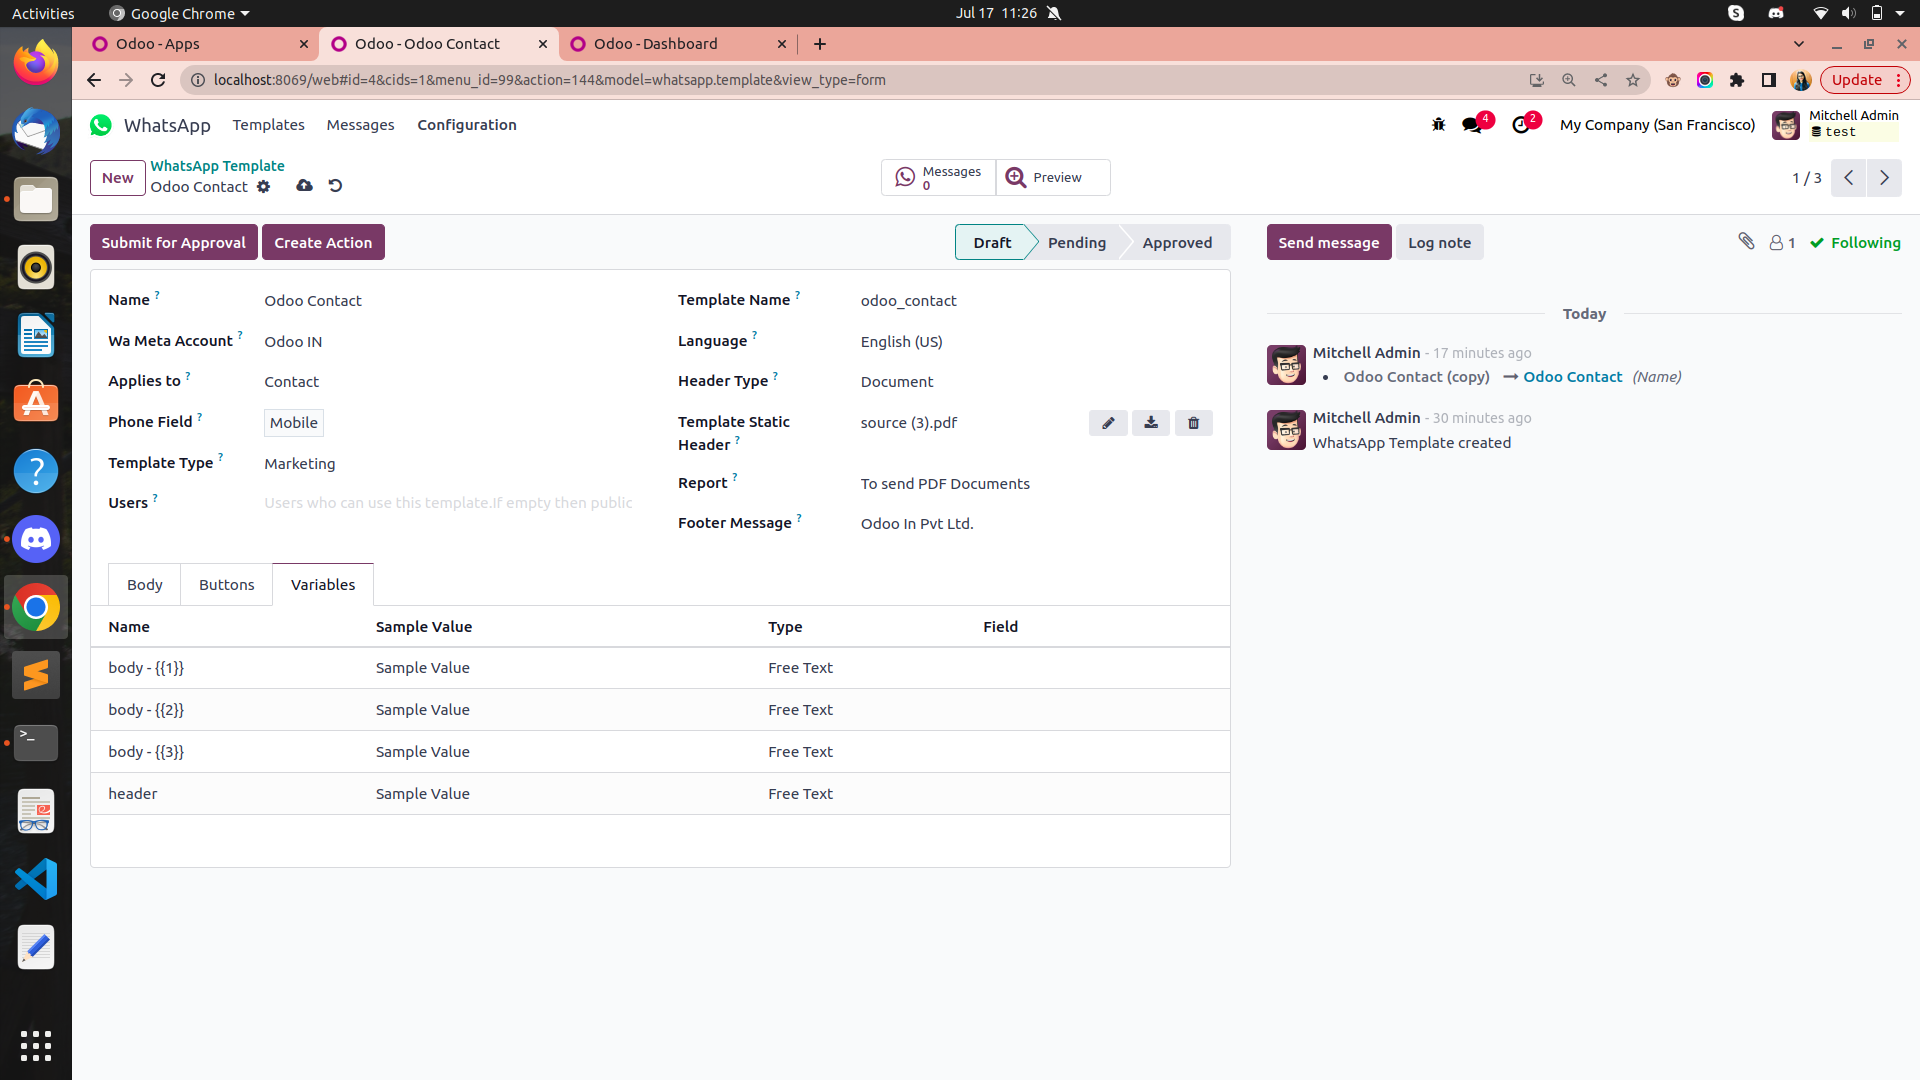 Activities Google Chrome Jul 17 11:26
Odoo - Apps Odoo - Odoo Contact Odoo - Dashboard
localhost:8069/web#id=4&cids=1&menu_id=99&action=144&model=whatsapp.template&view_type=form Update
WhatsApp Templates Messages Configuration 4 2 My Company (San Francisco) Mitchell Admin
test
New WhatsApp Template
Odoo Contact
Messages
0
Preview
1 / 3
Submit for Approval Create Action Draft Pending Approved Send message Log note 1 Following
Name ? Odoo Contact
Wa Meta Account ? Odoo IN
Applies to ? Contact
Phone Field ? Mobile
Template Type ? Marketing
Users ? Users who can use this template.If empty then public
Template Name ? odoo_contact
Language ? English (US)
Header Type ? Document
Template Static
Header ? source (3).pdf
Report ? To send PDF Documents
Footer Message ? Odoo In Pvt Ltd.
Body Buttons Variables
Name Sample Value Type Field
body - {{1}} Sample Value Free Text
body - {{2}} Sample Value Free Text
body - {{3}} Sample Value Free Text
header Sample Value Free Text
Today
Mitchell Admin - 17 minutes ago
• Odoo Contact (copy) → Odoo Contact (Name)
Mitchell Admin - 30 minutes ago
WhatsApp Template created